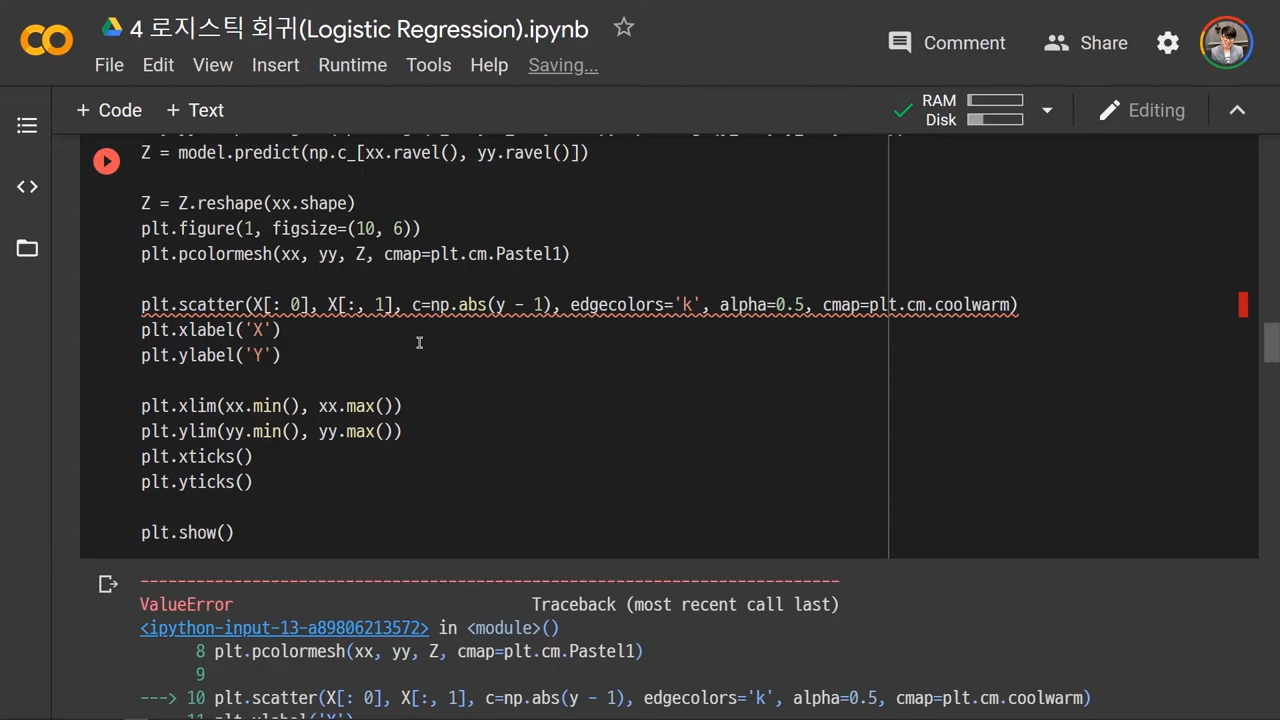 4 로지스틱 회귀(Logistic Regression).ipynb
Comment
Share
File Edit View Insert Runtime Tools Help Saving...
+ Code + Text
RAM
Disk
Editing
Z = model.predict(np.c_[xx.ravel(), yy.ravel()])
Z = Z.reshape(xx.shape)
plt.figure(1, figsize=(10, 6))
plt.pcolormesh(xx, yy, Z, cmap=plt.cm.Pastel1)
plt.scatter(X[: 0], X[:, 1], c=np.abs(y - 1), edgecolors='k', alpha=0.5, cmap=plt.cm.coolwarm)
plt.xlabel('X')
plt.ylabel('Y')
plt.xlim(xx.min(), xx.max())
plt.ylim(yy.min(), yy.max())
plt.xticks()
plt.yticks()
plt.show()
---------------------------------------------------------------------------
ValueError Traceback (most recent call last)
<ipython-input-13-a89806213572> in <module>()
8 plt.pcolormesh(xx, yy, Z, cmap=plt.cm.Pastel1)
9
---> 10 plt.scatter(X[: 0], X[:, 1], c=np.abs(y - 1), edgecolors='k', alpha=0.5, cmap=plt.cm.coolwarm)
11 plt.xlabel('X')